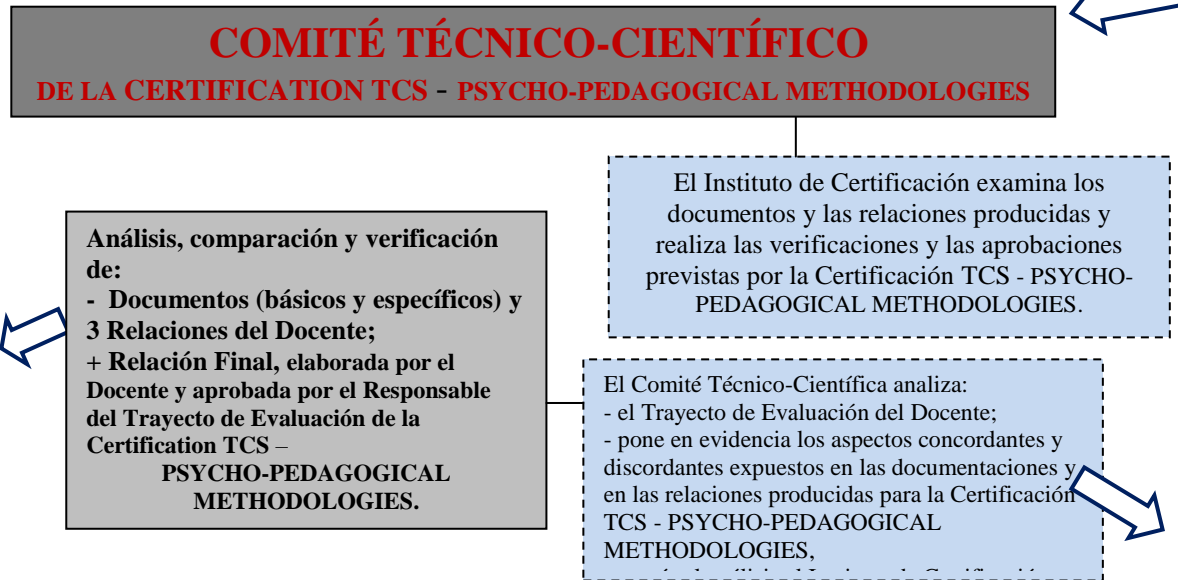 COMITÉ TÉCNICO-CIENTÍFICO
DE LA CERTIFICATION TCS - PSYCHO-PEDAGOGICAL METHODOLOGIES
El Instituto de Certificación examina los
documentos y las relaciones producidas y
realiza las verificaciones y las aprobaciones
previstas por la Certificación TCS - PSYCHO-
PEDAGOGICAL METHODOLOGIES.
Análisis, comparación y verificación
de:
- Documentos (básicos y específicos) y
3 Relaciones del Docente;
+ Relación Final, elaborada por el
Docente y aprobada por el Responsable
del Trayecto de Evaluación de la
Certification TCS –
PSYCHO-PEDAGOGICAL
METHODOLOGIES.
El Comité Técnico-Científica analiza:
- el Trayecto de Evaluación del Docente;
- pone en evidencia los aspectos concordantes y
discordantes expuestos en las documentaciones y
en las relaciones producidas para la Certificación
TCS - PSYCHO-PEDAGOGICAL
METHODOLOGIES,